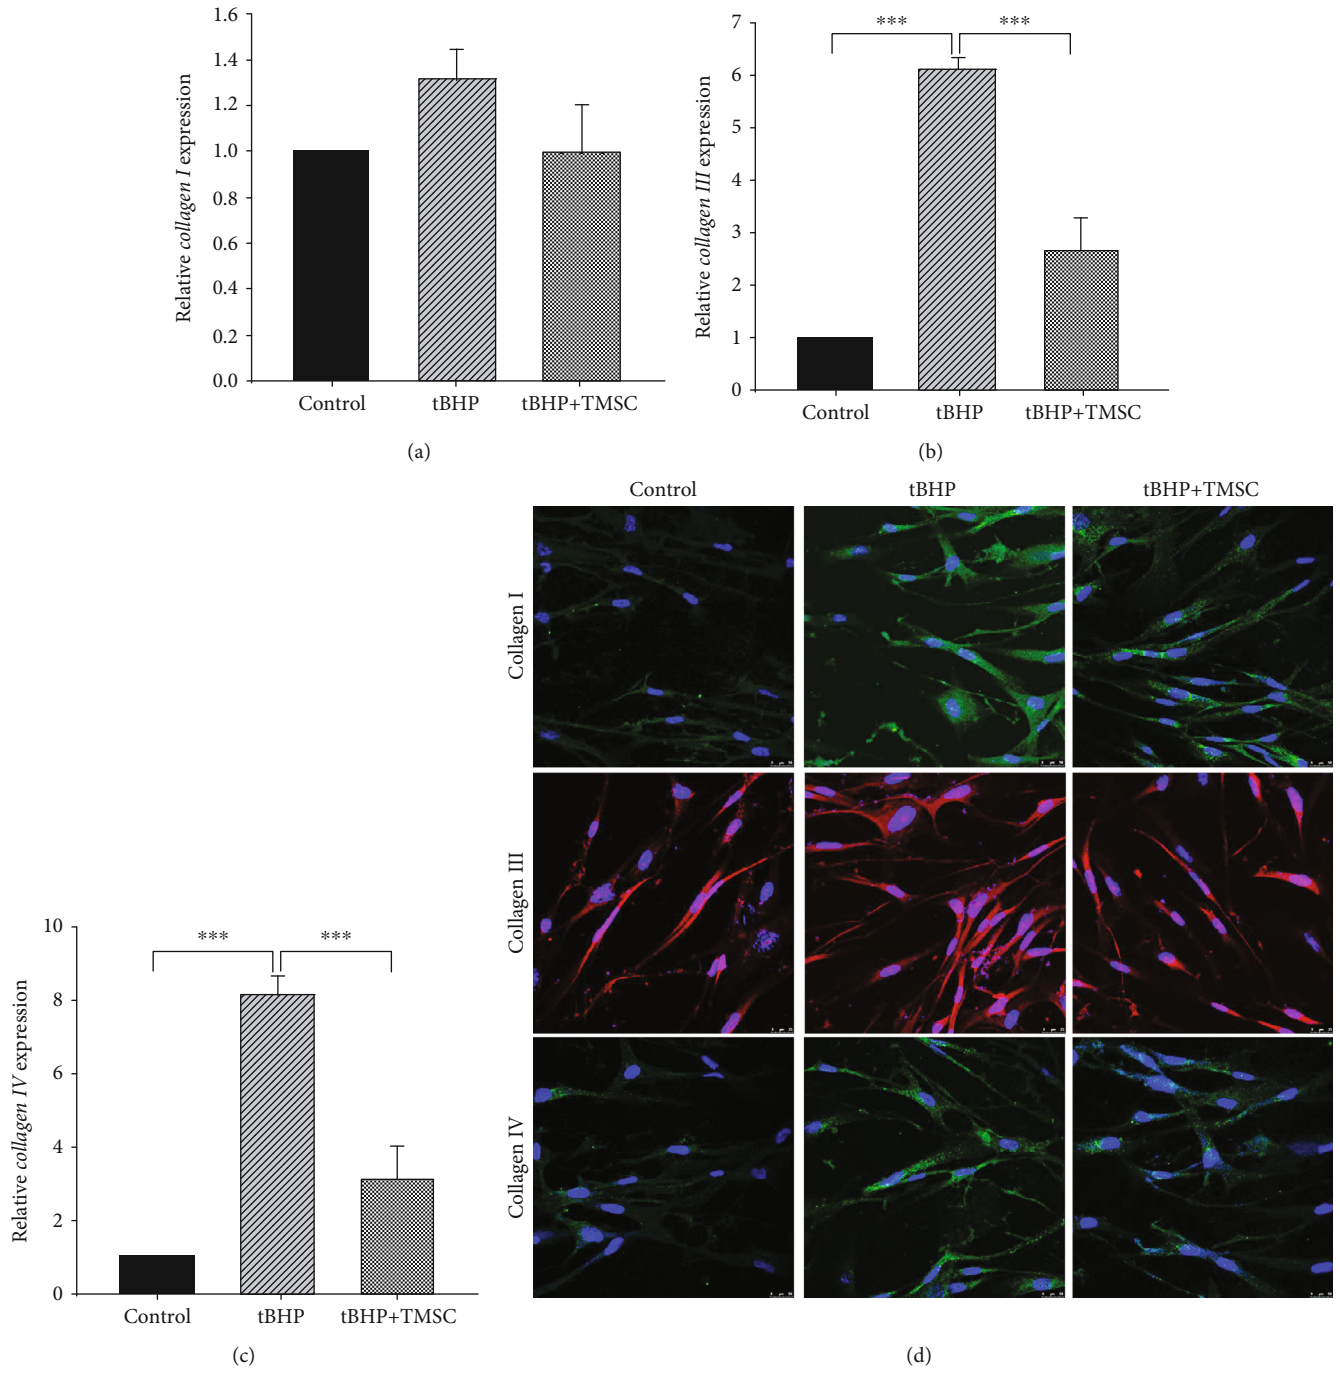 Relative collagen I expression
1.6
1.4
1.2
1.0
0.8
0.6
0.4
0.2
0.0
Control tBHP tBHP+TMSC
(a)
Relative collagen III expression
7
6
5
4
3
2
1
0
*** ***
Control tBHP tBHP+TMSC
(b)
Relative collagen IV expression
10
8
6
4
2
0
*** ***
Control tBHP tBHP+TMSC
(c)
Control tBHP tBHP+TMSC
Collagen I
Collagen III
Collagen IV
(d)